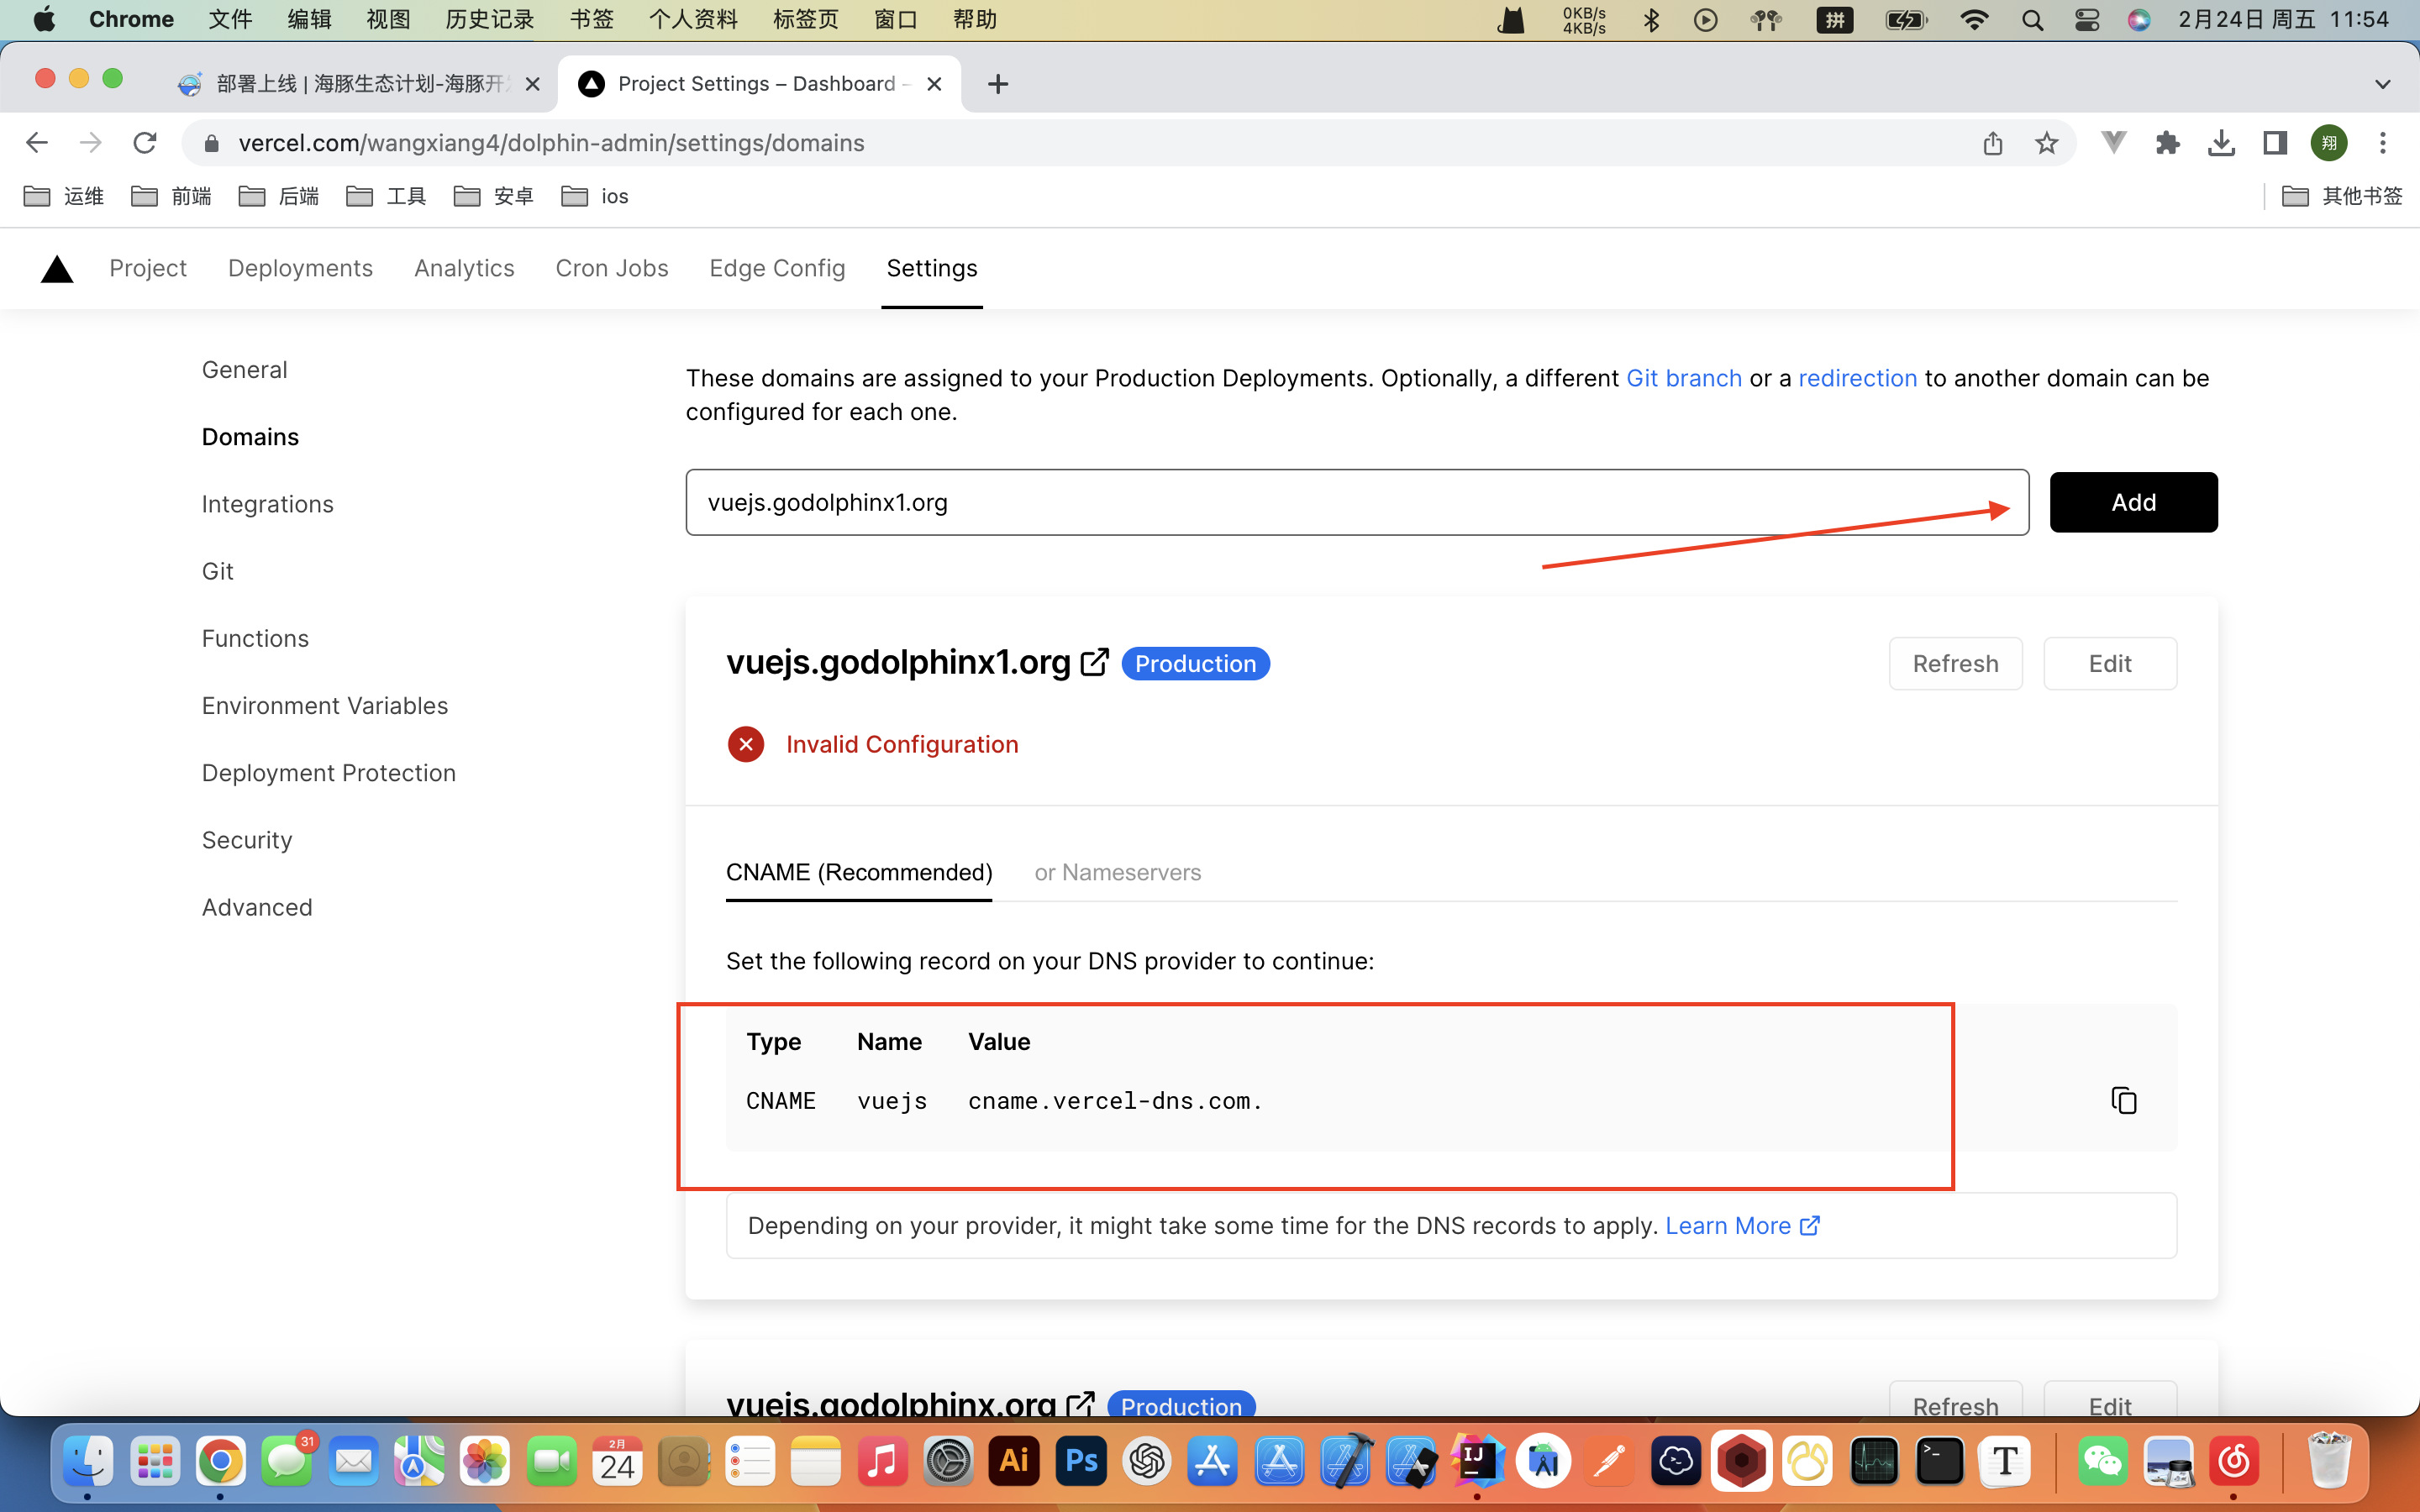 Chrome 文件 编辑 视图 历史记录 书签 个人资料 标签页 窗口 帮助 0KB/s 4KB/s 拼 2月24日 周五 11:54
部署上线 | 海豚生态计划-海豚开 Project Settings – Dashboard –
vercel.com/wangxiang4/dolphin-admin/settings/domains 翔
运维 前端 后端 工具 安卓 ios 其他书签
Project Deployments Analytics Cron Jobs Edge Config Settings
General
Domains
Integrations
Git
Functions
Environment Variables
Deployment Protection
Security
Advanced
These domains are assigned to your Production Deployments. Optionally, a different Git branch or a redirection to another domain can be
configured for each one.
vuejs.godolphinx1.org Add
vuejs.godolphinx1.org Production Refresh Edit
Invalid Configuration
CNAME (Recommended) or Nameservers
Set the following record on your DNS provider to continue:
Type Name Value
CNAME vuejs cname.vercel-dns.com.
Depending on your provider, it might take some time for the DNS records to apply. Learn More
vuejs.godolphinx.org Production Refresh Edit
31 2月 24 Ai Ps IJ T